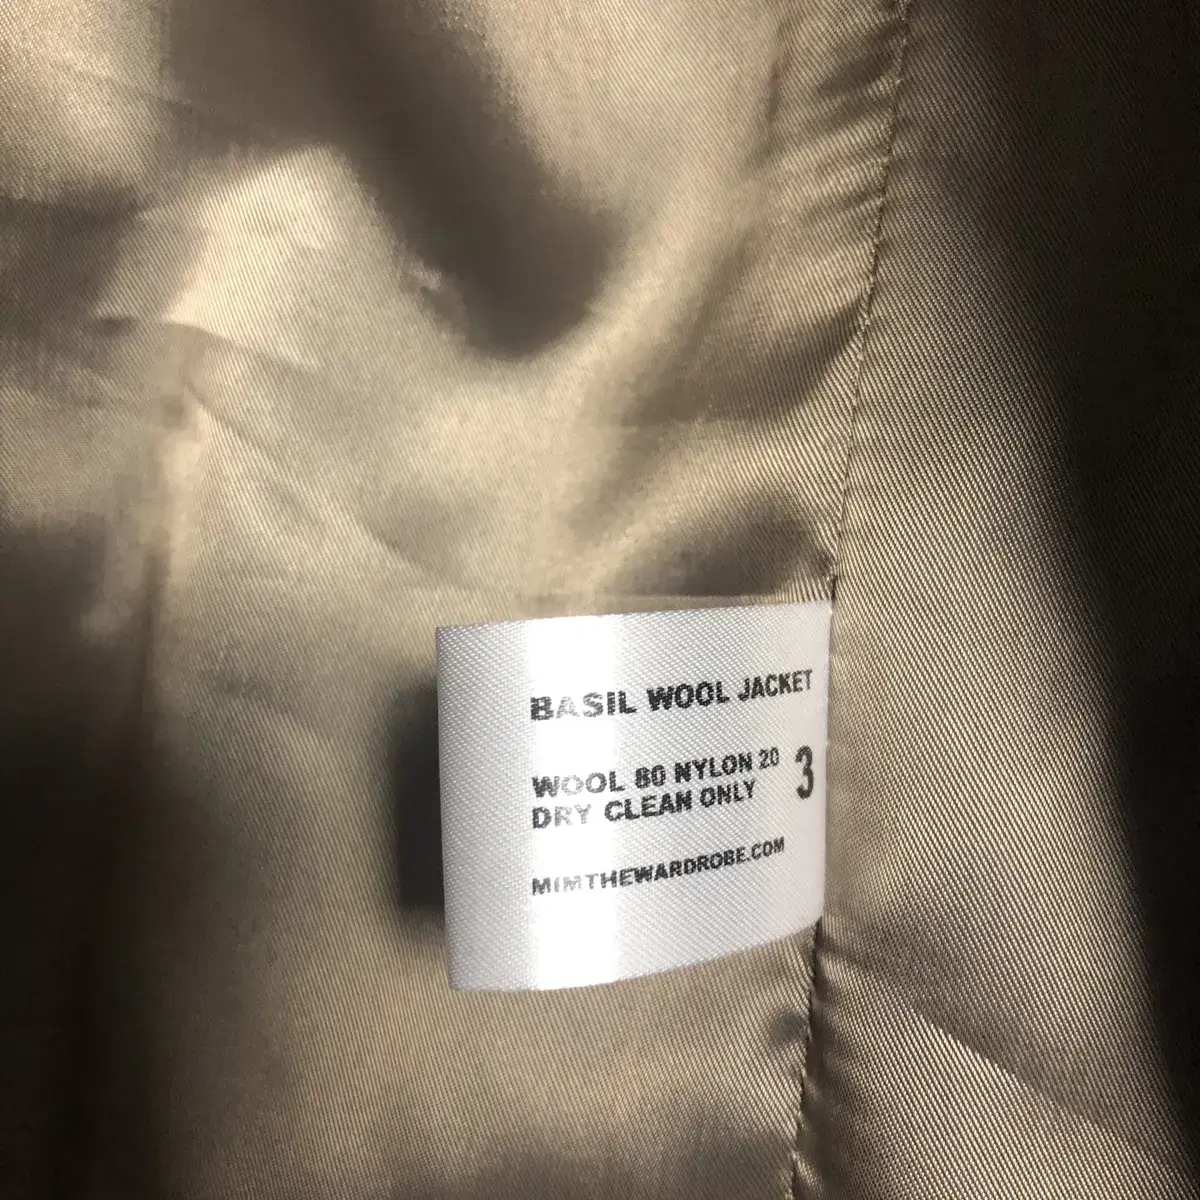 BASIL WOOL JACKET
WOOL 80 NYLON 20
DRY CLEAN ONLY
3
MIMTHEWARDROBE.COM